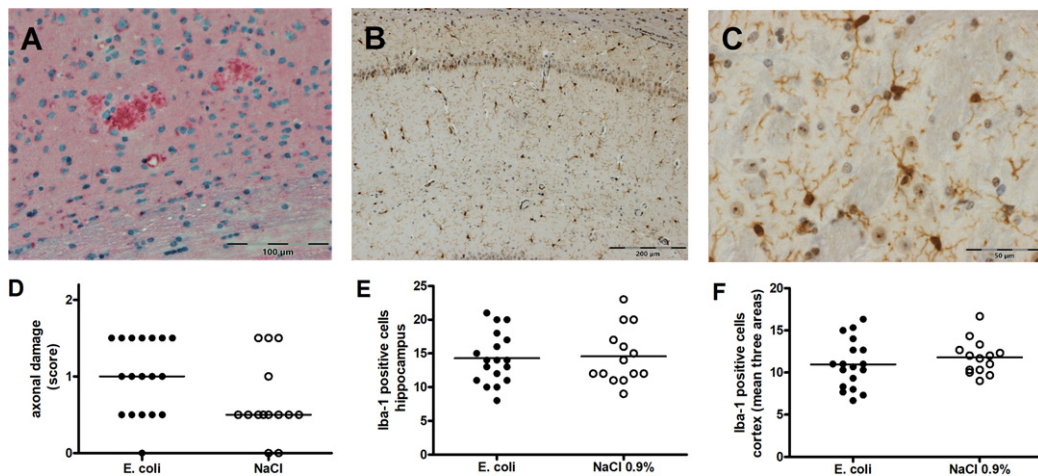 A
B
C
100 µm
200 µm
50 µm
D
axonal damage
(score)
2
1
0
E. coli
NaCl
E
Iba-1 positive cells
hippocampus
25
20
15
10
5
0
E. coli
NaCl 0.9%
F
Iba-1 positive cells
cortex (mean three areas)
20
15
10
5
0
E. coli
NaCl 0.9%